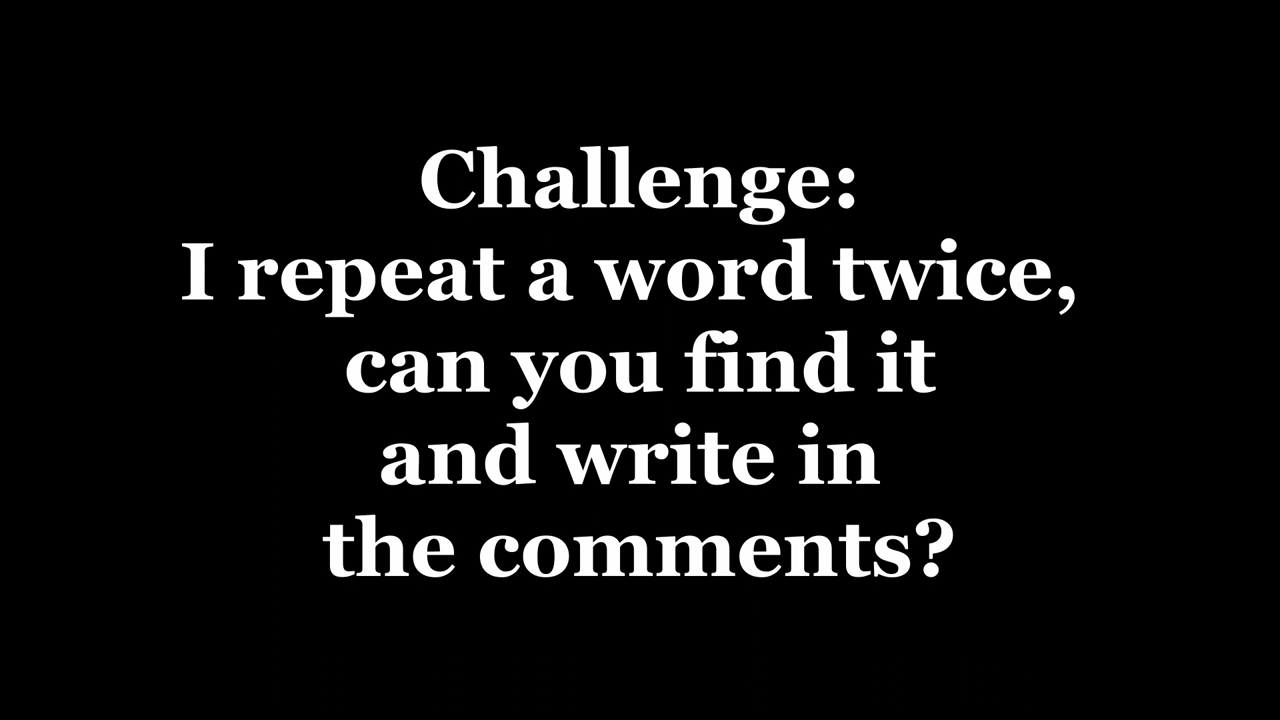 Challenge:
I repeat a word twice,
can you find it
and write in
the comments?